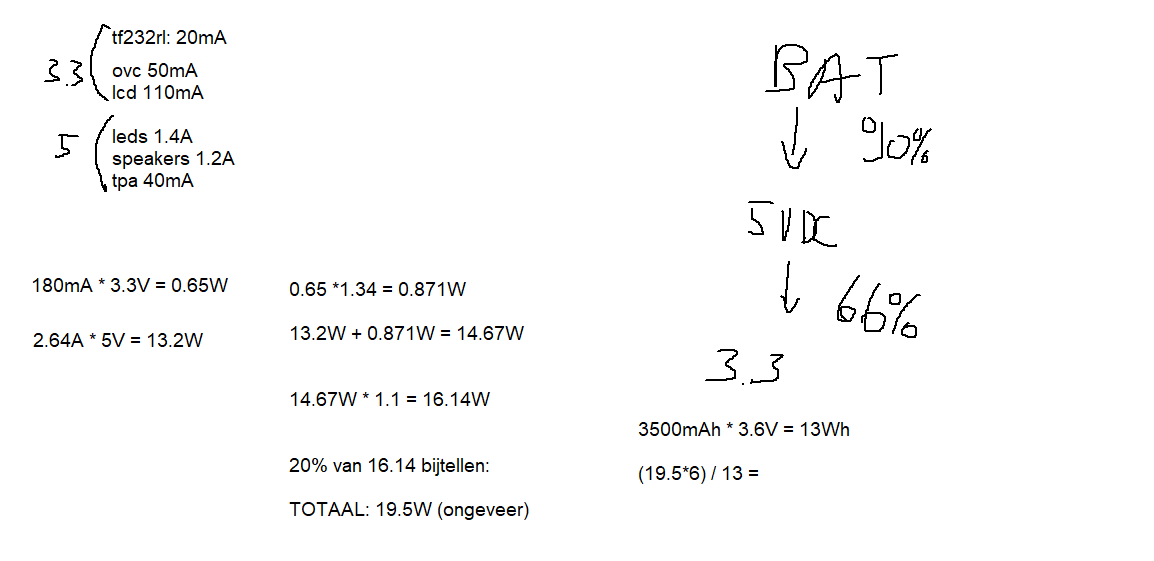 3.3
tf232rl: 20mA
ovc 50mA
lcd 110mA
5
leds 1.4A
speakers 1.2A
tpa 40mA
180mA * 3.3V = 0.65W
2.64A * 5V = 13.2W
0.65 *1.34 = 0.871W
13.2W + 0.871W = 14.67W
14.67W * 1.1 = 16.14W
20% van 16.14 bijtellen:
TOTAAL: 19.5W (ongeveer)
BAT
90%
5VDC
66%
3.3
3500mAh * 3.6V = 13Wh
(19.5*6) / 13 =